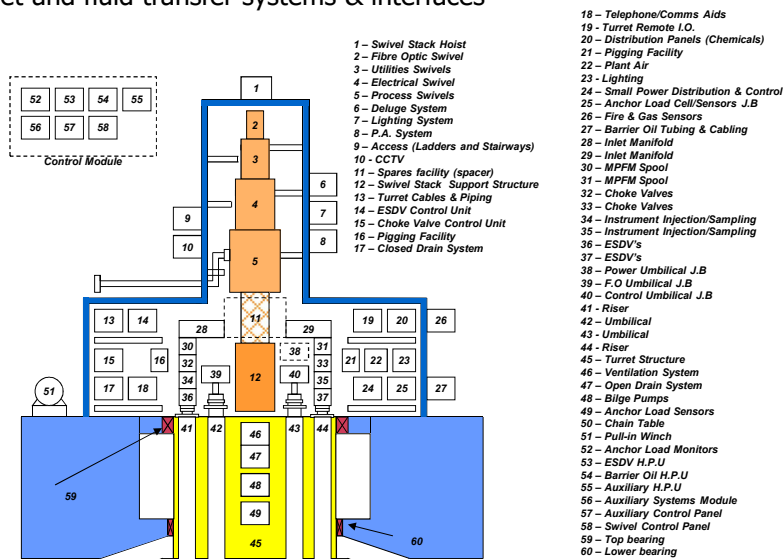 et and fluid transfer systems & interfaces
1 – Swivel Stack Hoist
2 – Fibre Optic Swivel
3 – Utilities Swivels
4 – Electrical Swivel
5 – Process Swivels
6 – Deluge System
7 – Lighting System
8 – P.A. System
9 – Access (Ladders and Stairways)
10 - CCTV
11 – Spares facility (spacer)
12 – Swivel Stack Support Structure
13 – Turret Cables & Piping
14 – ESDV Control Unit
15 – Choke Valve Control Unit
16 – Pigging Facility
17 – Closed Drain System
18 – Telephone/Comms Aids
19 - Turret Remote I.O.
20 – Distribution Panels (Chemicals)
21 – Pigging Facility
22 – Plant Air
23 - Lighting
24 – Small Power Distribution & Control
25 – Anchor Load Cell/Sensors J.B
26 – Fire & Gas Sensors
27 – Barrier Oil Tubing & Cabling
28 – Inlet Manifold
29 – Inlet Manifold
30 – MPFM Spool
31 – MPFM Spool
32 – Choke Valves
33 – Choke Valves
34 – Instrument Injection/Sampling
35 – Instrument Injection/Sampling
36 – ESDV's
37 – ESDV's
38 – Power Umbilical J.B
39 – F.O Umbilical J.B
40 – Control Umbilical J.B
41 - Riser
42 – Umbilical
43 - Umbilical
44 - Riser
45 – Turret Structure
46 – Ventilation System
47 – Open Drain System
48 – Bilge Pumps
49 – Anchor Load Sensors
50 – Chain Table
51 – Pull-in Winch
52 – Anchor Load Monitors
53 – ESDV H.P.U
54 – Barrier Oil H.P.U
55 – Auxiliary H.P.U
56 – Auxiliary Systems Module
57 – Auxiliary Control Panel
58 – Swivel Control Panel
59 – Top bearing
60 – Lower bearing
52 53 54 55
56 57 58
Control Module
1
2
3
4
5
6
7
8
9
10
11
12
13 14
15 16
17 18
19 20
21 22 23
24 25
26
27
28 29
30 31
32 33
34 35
36 37
38
39 40
41 42 43 44
45
46
47
48
49
51
59
60